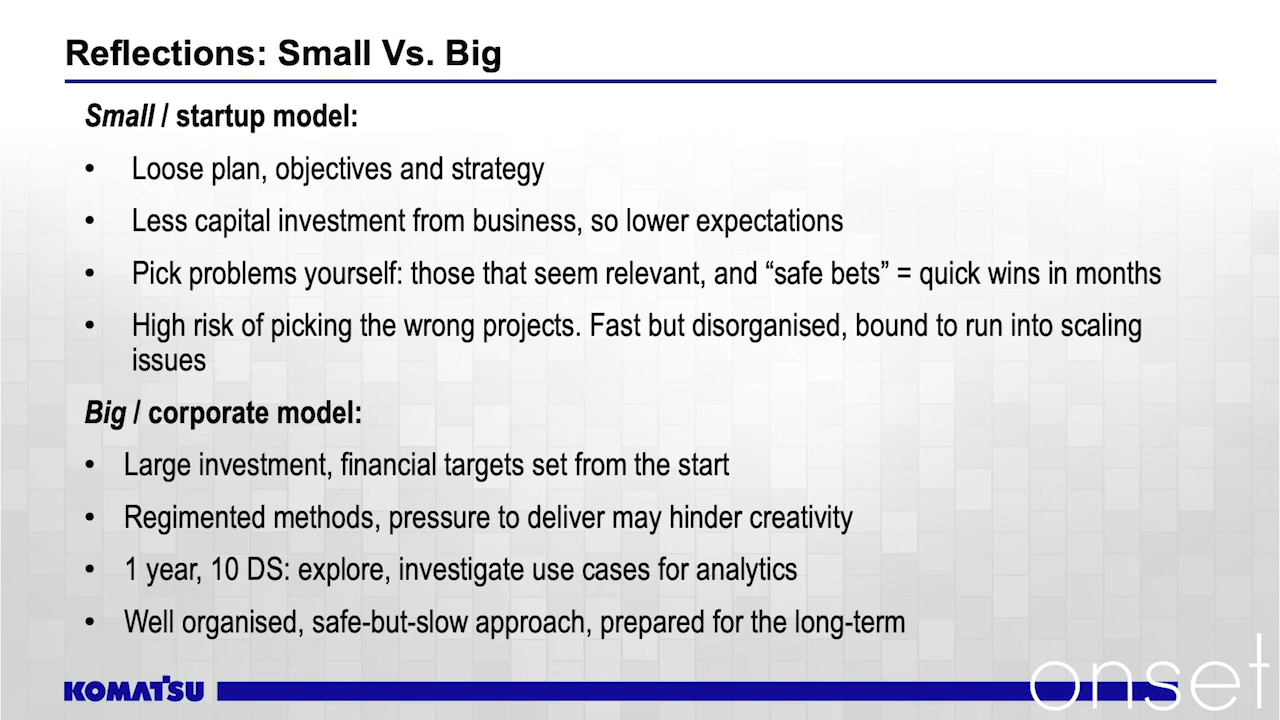 Reflections: Small Vs. Big
Small / startup model:
• Loose plan, objectives and strategy
• Less capital investment from business, so lower expectations
• Pick problems yourself: those that seem relevant, and “safe bets” = quick wins in months
• High risk of picking the wrong projects. Fast but disorganised, bound to run into scaling
issues
Big / corporate model:
• Large investment, financial targets set from the start
• Regimented methods, pressure to deliver may hinder creativity
• 1 year, 10 DS: explore, investigate use cases for analytics
• Well organised, safe-but-slow approach, prepared for the long-term
KOMATSU
onset